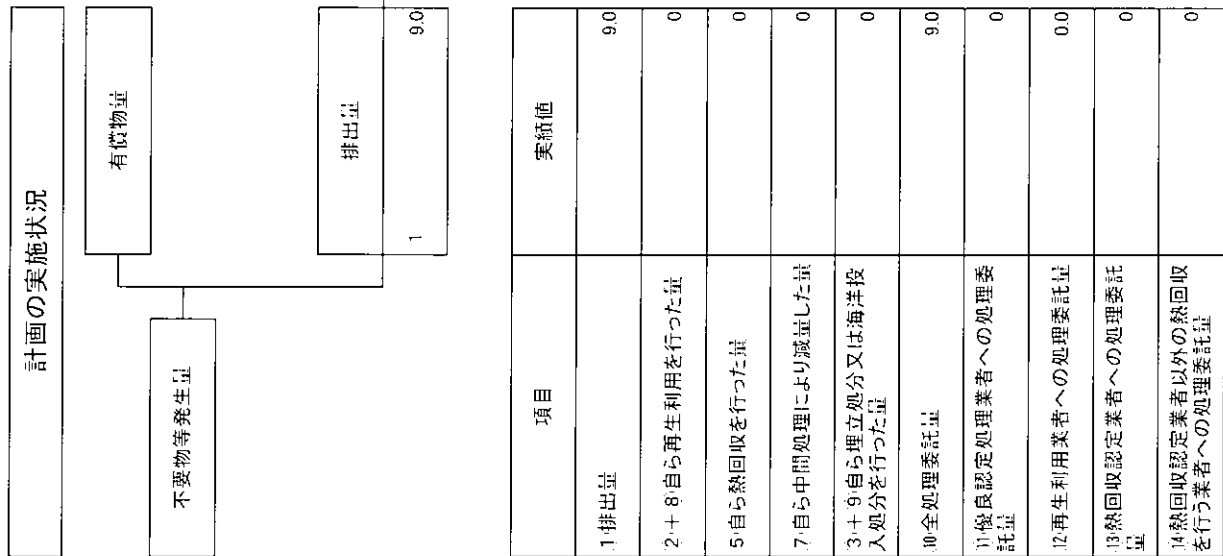 計画の実施状況
不要物等発生量
有償物量
排出量
1 9.0
項目 実績値
1 排出量 9.0
2+8 自ら再生利用を行った量 0
5 自ら熱回収を行った量 0
7 自ら中間処理により減量した量 0
3+9 自ら埋立処分又は海洋投
入処分を行った量 0
10 全処理委託量 9.0
11 優良認定処理業者への処理委
託量 0
12 再生利用業者への処理委託量 0.0
13 熱回収認定業者への処理委託
量 0
14 熱回収認定業者以外の熱回収
を行う業者への処理委託量 0